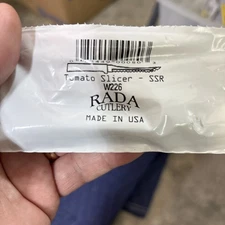 Tomato Slicer - SSR
W226
RADA
CUTLERY
MADE IN USA